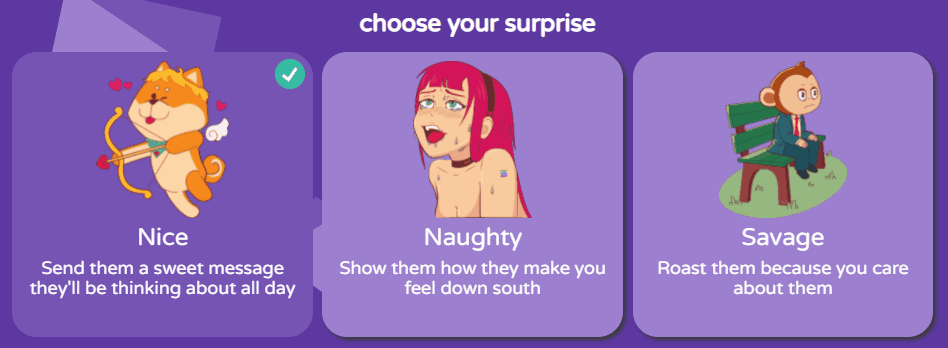 choose your surprise
Nice
Send them a sweet message
they'll be thinking about all day
Naughty
Show them how they make you
feel down south
Savage
Roast them because you care
about them